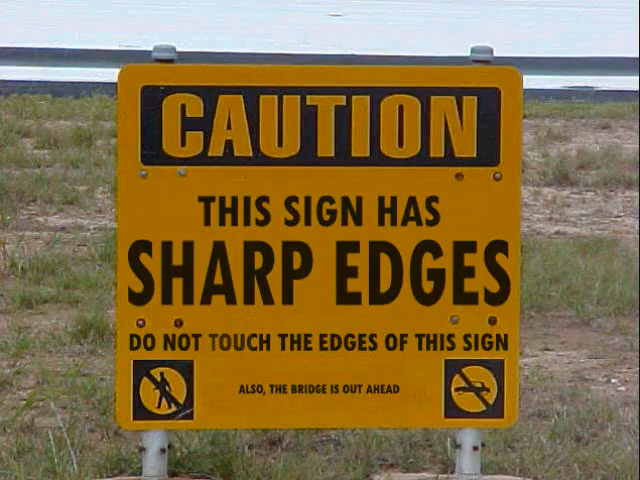 CAUTION
THIS SIGN HAS
SHARP EDGES
DO NOT TOUCH THE EDGES OF THIS SIGN
ALSO, THE BRIDGE IS OUT AHEAD